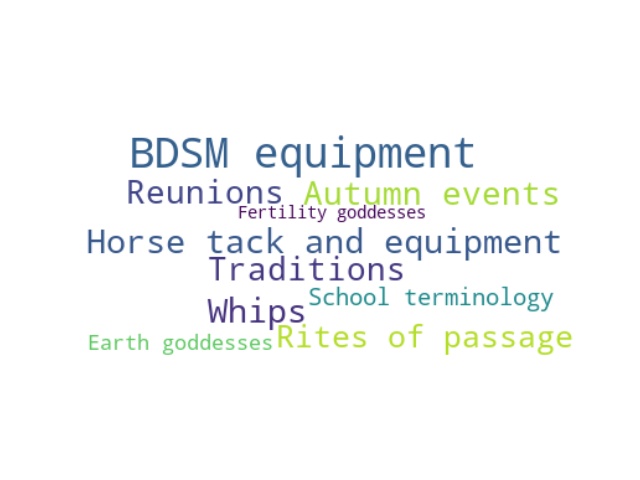 BDSM equipment
Reunions
Autumn events
Fertility goddesses
Horse tack and equipment
Traditions
School terminology
Whips
Rites of passage
Earth goddesses